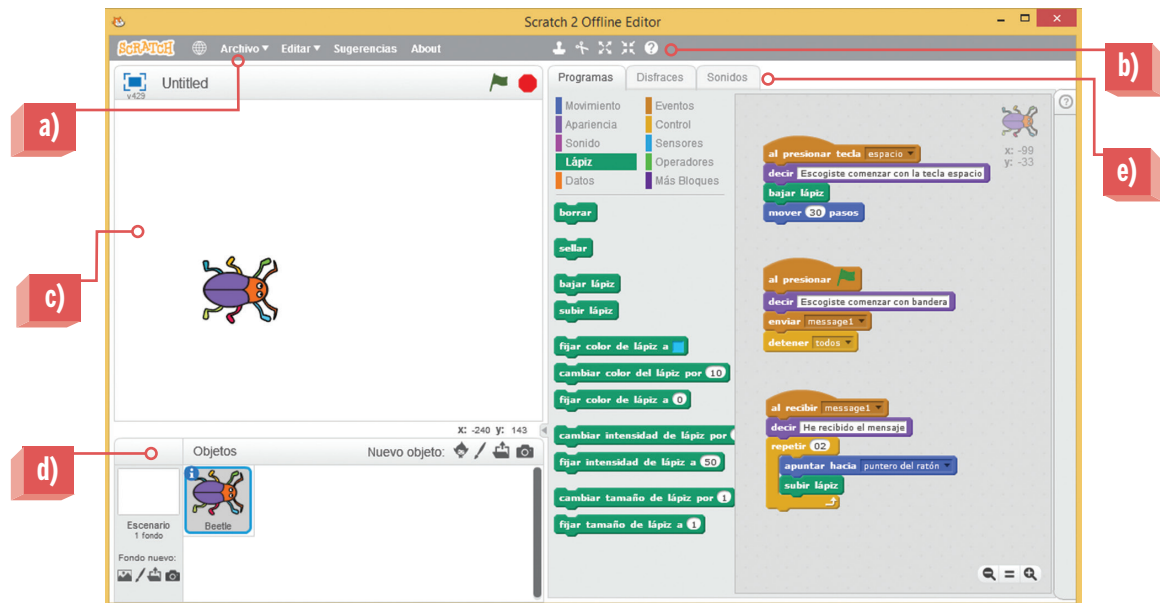 Scratch 2 Offline Editor
SCRATCH Archivo Editar Sugerencias About
a)
b)
c)
d)
e)
v429
Untitled
X: -240 y: 143
Objetos
Nuevo objeto:
Escenario
1 fondo
Fondo nuevo:
Beetle
Programas Disfraces Sonidos
Movimiento Eventos
Apariencia Control
Sonido Sensores
Lápiz Operadores
Datos Más Bloques
borrar
sellar
bajar lápiz
subir lápiz
fijar color de lápiz a
cambiar color del lápiz por 10
fijar color de lápiz a 0
cambiar intensidad de lápiz por
fijar intensidad de lápiz a 50
cambiar tamaño de lápiz por 1
fijar tamaño de lápiz a 1
x: -99
y: -33
al presionar tecla espacio
decir Escogiste comenzar con la tecla espacio
bajar lápiz
mover 30 pasos
al presionar
decir Escogiste comenzar con bandera
enviar message1
detener todos
al recibir message1
decir He recibido el mensaje
repetir 02
apuntar hacia puntero del ratón
subir lápiz